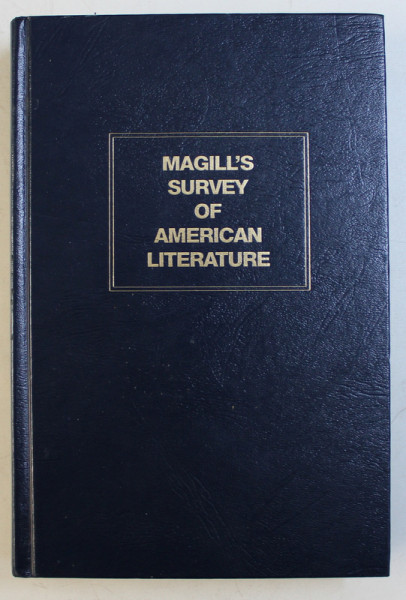 MAGILL'S
SURVEY
OF
AMERICAN
LITERATURE